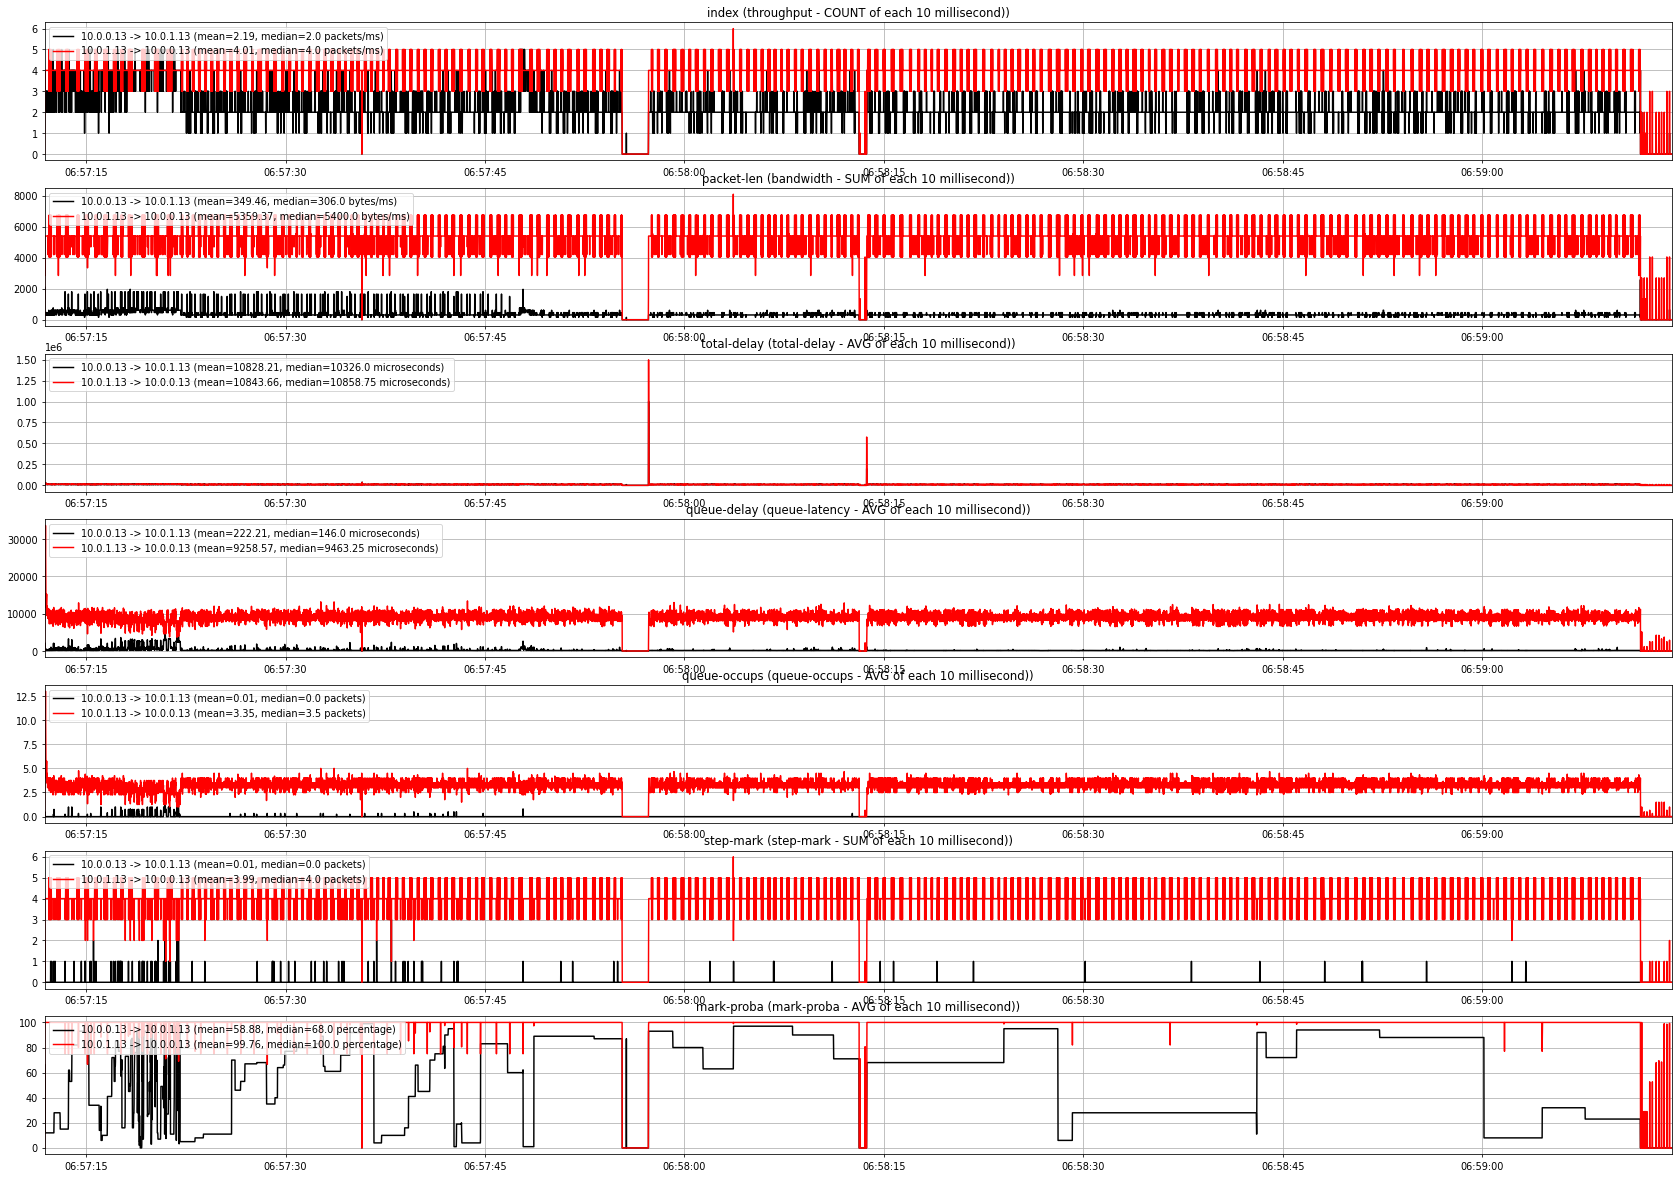 index (throughput - COUNT of each 10 millisecond))
10.0.0.13 -> 10.0.1.13 (mean=2.19, median=2.0 packets/ms)
10.0.1.13 -> 10.0.0.13 (mean=4.01, median=4.0 packets/ms)
6
5
4
3
2
1
0
06:57:15 06:57:30 06:57:45 06:58:00 06:58:15 06:58:30 06:58:45 06:59:00
packet-len (bandwidth - SUM of each 10 millisecond))
10.0.0.13 -> 10.0.1.13 (mean=349.46, median=306.0 bytes/ms)
10.0.1.13 -> 10.0.0.13 (mean=5359.37, median=5400.0 bytes/ms)
8000
6000
4000
2000
0
06:57:15 06:57:30 06:57:45 06:58:00 06:58:15 06:58:30 06:58:45 06:59:00
total-delay (total-delay - AVG of each 10 millisecond))
1e6
10.0.0.13 -> 10.0.1.13 (mean=10828.21, median=10326.0 microseconds)
10.0.1.13 -> 10.0.0.13 (mean=10843.66, median=10858.75 microseconds)
1.50
1.25
1.00
0.75
0.50
0.25
0.00
06:57:15 06:57:30 06:57:45 06:58:00 06:58:15 06:58:30 06:58:45 06:59:00
queue-delay (queue-latency - AVG of each 10 millisecond))
10.0.0.13 -> 10.0.1.13 (mean=222.21, median=146.0 microseconds)
10.0.1.13 -> 10.0.0.13 (mean=9258.57, median=9463.25 microseconds)
30000
20000
10000
0
06:57:15 06:57:30 06:57:45 06:58:00 06:58:15 06:58:30 06:58:45 06:59:00
queue-occups (queue-occups - AVG of each 10 millisecond))
10.0.0.13 -> 10.0.1.13 (mean=0.01, median=0.0 packets)
10.0.1.13 -> 10.0.0.13 (mean=3.35, median=3.5 packets)
12.5
10.0
7.5
5.0
2.5
0.0
06:57:15 06:57:30 06:57:45 06:58:00 06:58:15 06:58:30 06:58:45 06:59:00
step-mark (step-mark - SUM of each 10 millisecond))
10.0.0.13 -> 10.0.1.13 (mean=0.01, median=0.0 packets)
10.0.1.13 -> 10.0.0.13 (mean=3.99, median=4.0 packets)
6
5
4
3
2
1
0
06:57:15 06:57:30 06:57:45 06:58:00 06:58:15 06:58:30 06:58:45 06:59:00
mark-proba (mark-proba - AVG of each 10 millisecond))
10.0.0.13 -> 10.0.1.13 (mean=58.88, median=68.0 percentage)
10.0.1.13 -> 10.0.0.13 (mean=99.76, median=100.0 percentage)
100
80
60
40
20
0
06:57:15 06:57:30 06:57:45 06:58:00 06:58:15 06:58:30 06:58:45 06:59:00